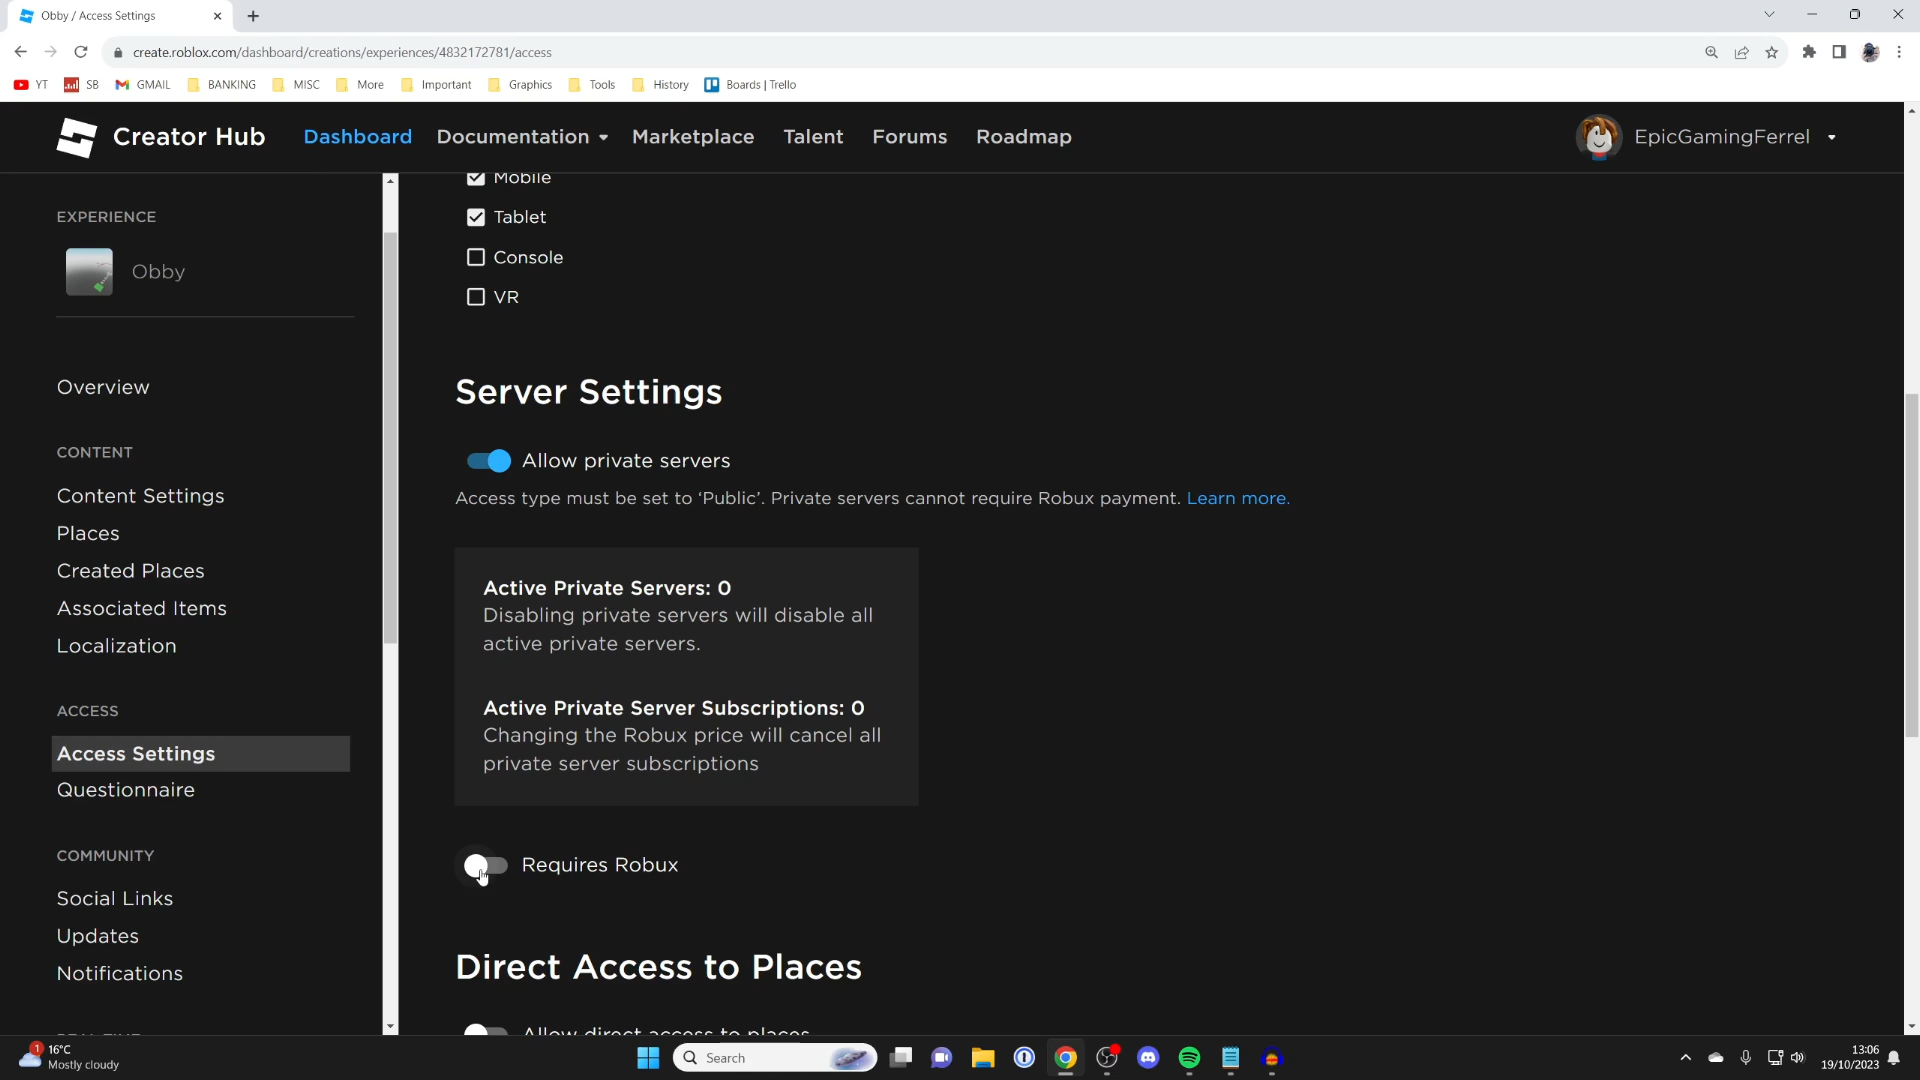 Obby / Access Settings
create.roblox.com/dashboard/creations/experiences/4832172781/access
YT SB GMAIL BANKING MISC More Important Graphics Tools History Boards | Trello
Creator Hub Dashboard Documentation Marketplace Talent Forums Roadmap EpicGamingFerrel
EXPERIENCE
Obby
Overview
CONTENT
Content Settings
Places
Created Places
Associated Items
Localization
ACCESS
Access Settings
Questionnaire
COMMUNITY
Social Links
Updates
Notifications
Mobile
Tablet
Console
VR
Server Settings
Allow private servers
Access type must be set to ‘Public’. Private servers cannot require Robux payment. Learn more.
Active Private Servers: 0
Disabling private servers will disable all
active private servers.
Active Private Server Subscriptions: 0
Changing the Robux price will cancel all
private server subscriptions
Requires Robux
Direct Access to Places
Allow direct access to places
1
16°C
Mostly cloudy
Search
13:06
19/10/2023